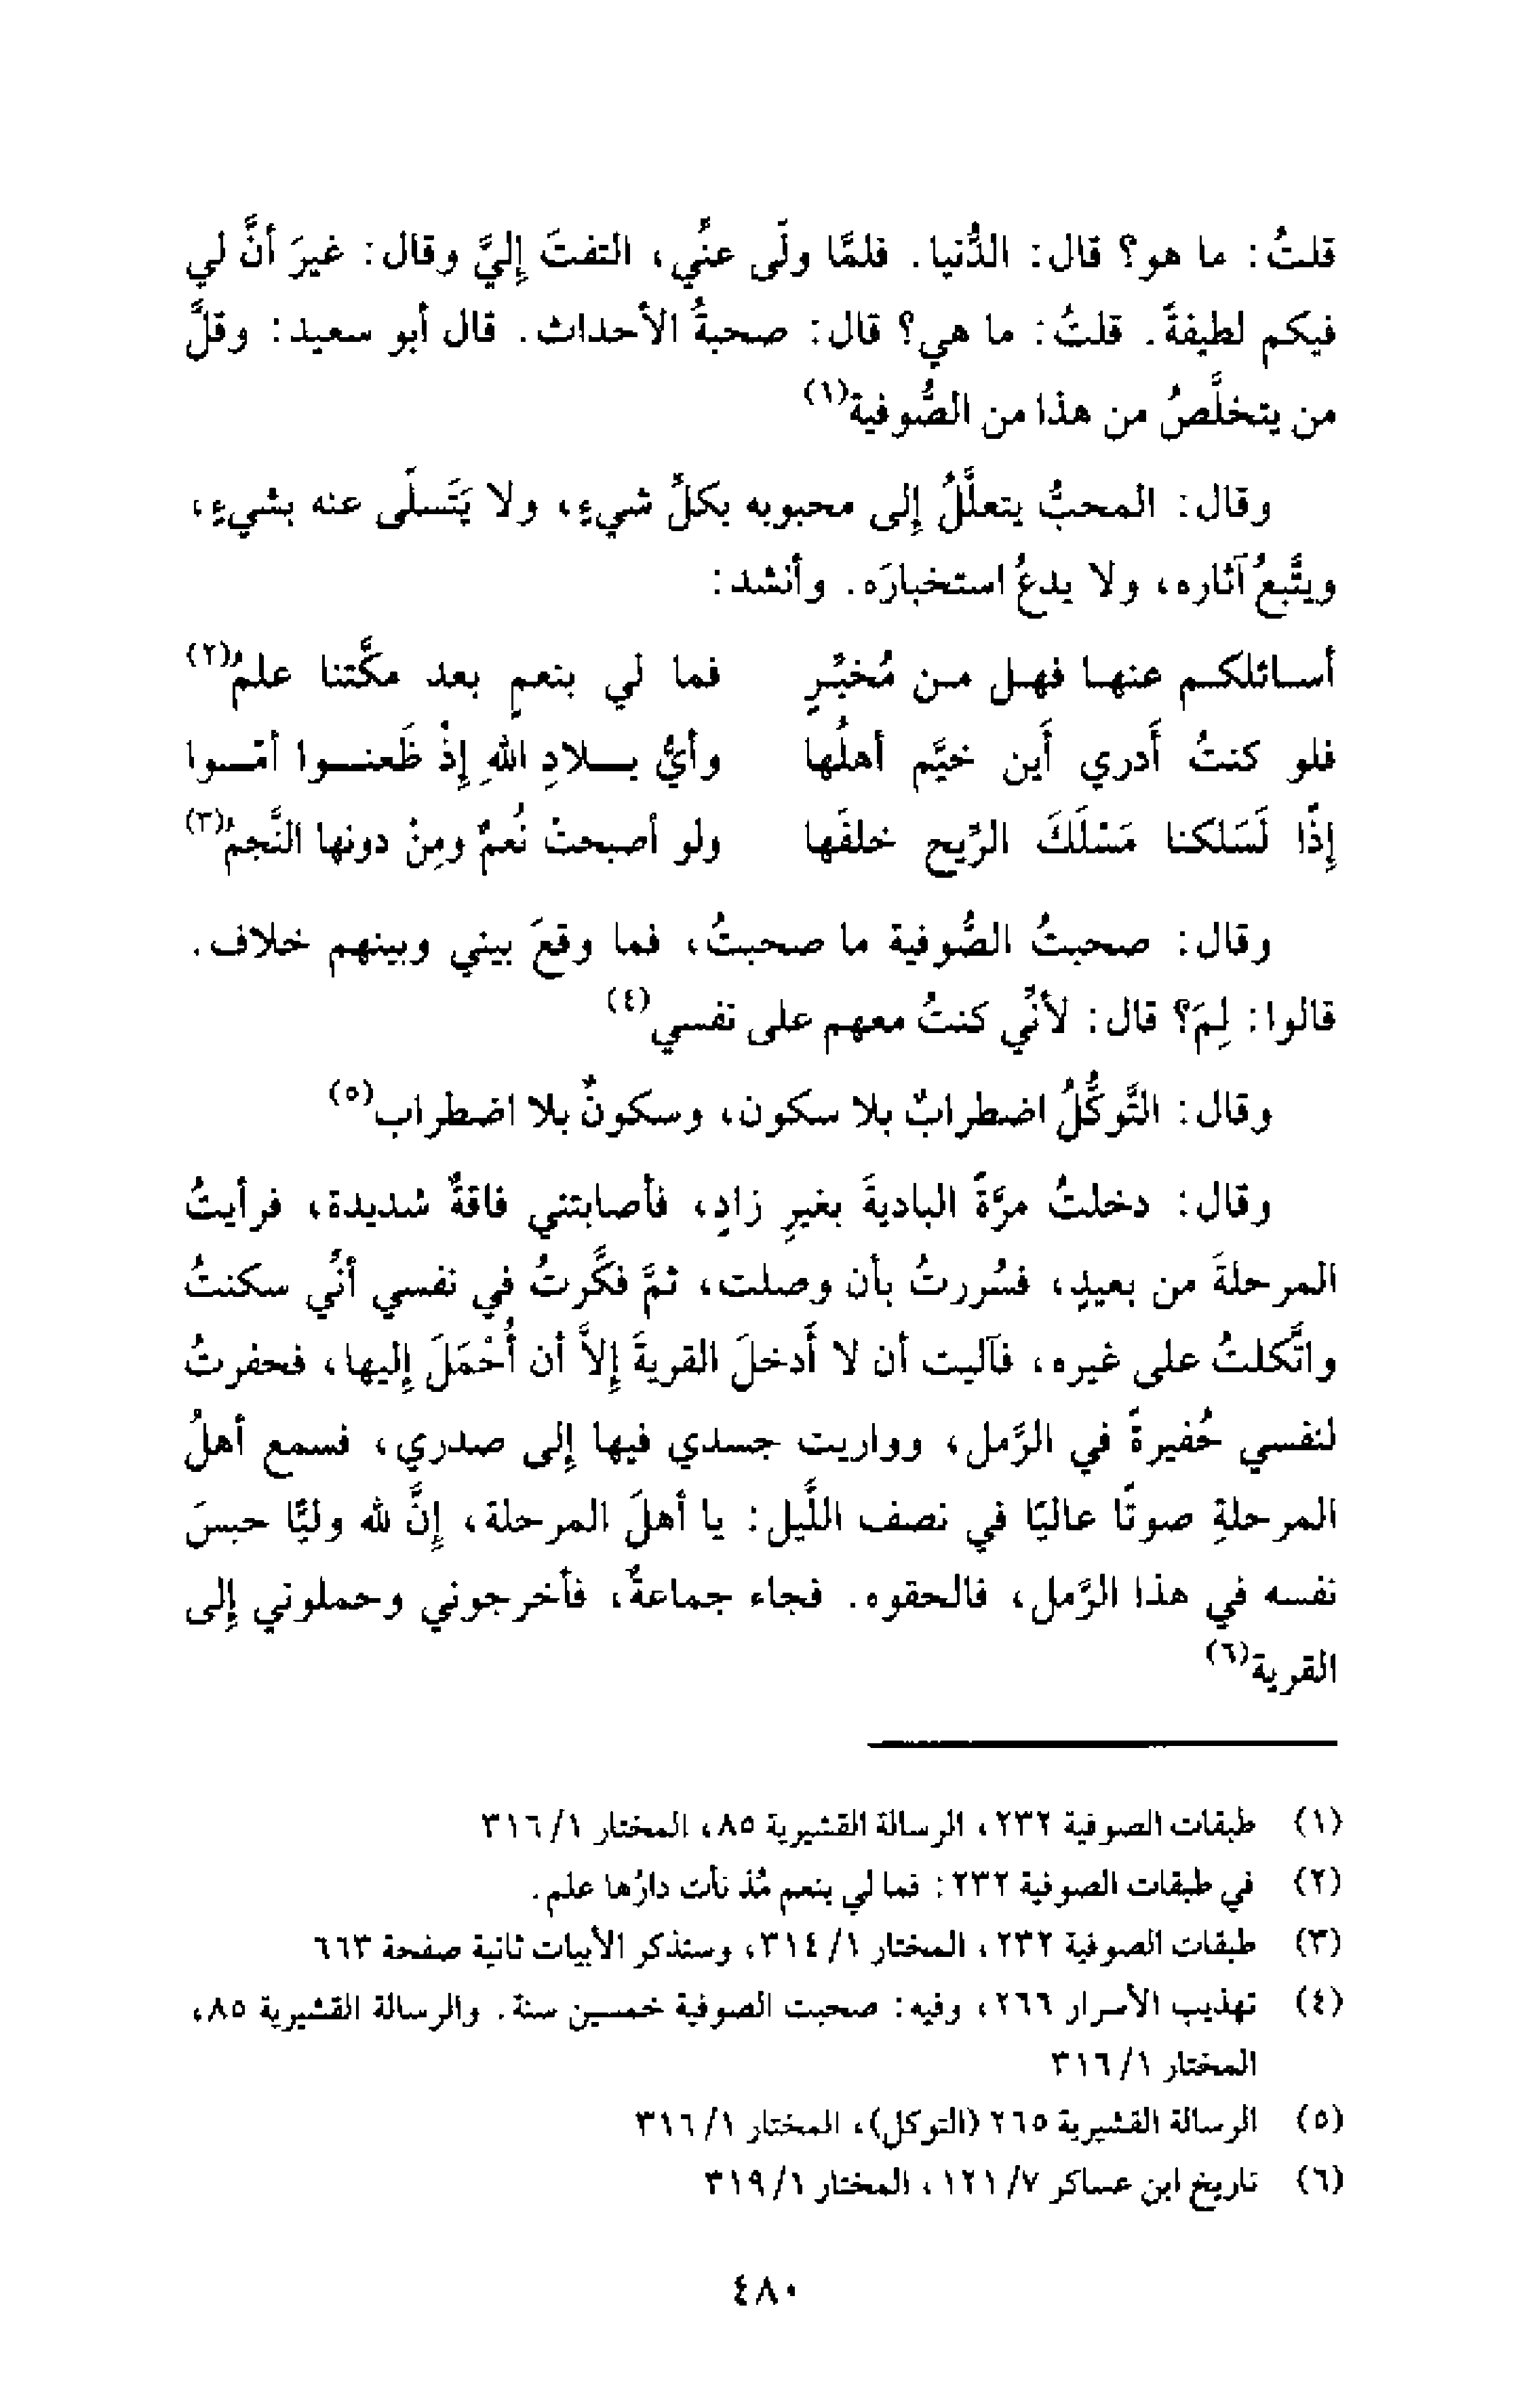 قلتُ: ما هو؟ قال: الدُّنيا. فلمَّا ولَّى عنِّي، التفتَ إليَّ وقال: غيرَ أنَّ لي
فيكم لطيفةً. قلتُ: ما هي؟ قال: صحبةُ الأحداث. قال أبو سعيد: وقلَّ
من يتخلَّصُ من هذا من الصُّوفية(١)
وقال: المحبُّ يتعلَّلُ إلى محبوبه بكلِّ شيءٍ، ولا يَتَسلَّى عنه بشيءٍ،
ويتَّبعُ آثاره، ولا يدعُ استخبارَه. وأنشد:
أسائلكم عنها فهل من مُخبِّرٍ فما لي بنعمٍ بعد مكَّتنا علمُ(٢)
فلو كنتُ أدري أَين خيَّم أهلُها وأيُّ بلادِ اللهِ إذْ ظَعنوا أمّوا
إذًا لَسَلكنا مَسْلَكَ الرِّيح خلفَها ولو أصبحتْ نُعمٌ ومِنْ دونها النَّجمُ(٣)
وقال: صحبتُ الصُّوفية ما صحبتُ، فما وقعَ بيني وبينهم خلاف.
قالوا: لِمَ؟ قال: لأنِّي كنتُ معهم على نفسي(٤)
وقال: التَّوكُّلُ اضطرابٌ بلا سكون، وسكونٌ بلا اضطراب(٥)
وقال: دخلتُ مرَّةً الباديةَ بغيرِ زادٍ، فأصابتني فاقةٌ شديدة، فرأيتُ
المرحلةَ من بعيدٍ، فسُررتُ بأن وصلت، ثمَّ فكَّرتُ في نفسي أنِّي سكنتُ
واتَّكلتُ على غيره، فآليت أن لا أَدخلَ القريةَ إلاَّ أن أُحْمَلَ إليها، فحفرتُ
لنفسي حُفيرةً في الرَّمل، وواريت جسدي فيها إلى صدري، فسمع أهلُ
المرحلةِ صوتًا عاليًا في نصف اللَّيل: يا أهلَ المرحلة، إنَّ لله وليًّا حبسَ
نفسه في هذا الرَّمل، فالحقوه. فجاء جماعةٌ، فأخرجوني وحملوني إلى
القرية(٦)
(١) طبقات الصوفية ٢٣٢، الرسالة القشيرية ٨٥، المختار ٣١٦/١
(٢) في طبقات الصوفية ٢٣٢: فما لي بنعم مُذ نأت دارُها علم.
(٣) طبقات الصوفية ٢٣٢، المختار ٣١٤/١، وستذكر الأبيات ثانية صفحة ٦٦٣
(٤) تهذيب الأسرار ٢٦٦، وفيه: صحبت الصوفية خمسين سنة. والرسالة القشيرية ٨٥،
المختار ٣١٦/١
(٥) الرسالة القشيرية ٢٦٥ (التوكل)، المختار ٣١٦/١
(٦) تاريخ ابن عساكر ١٢١/٧، المختار ٣١٩/١
٤٨٠